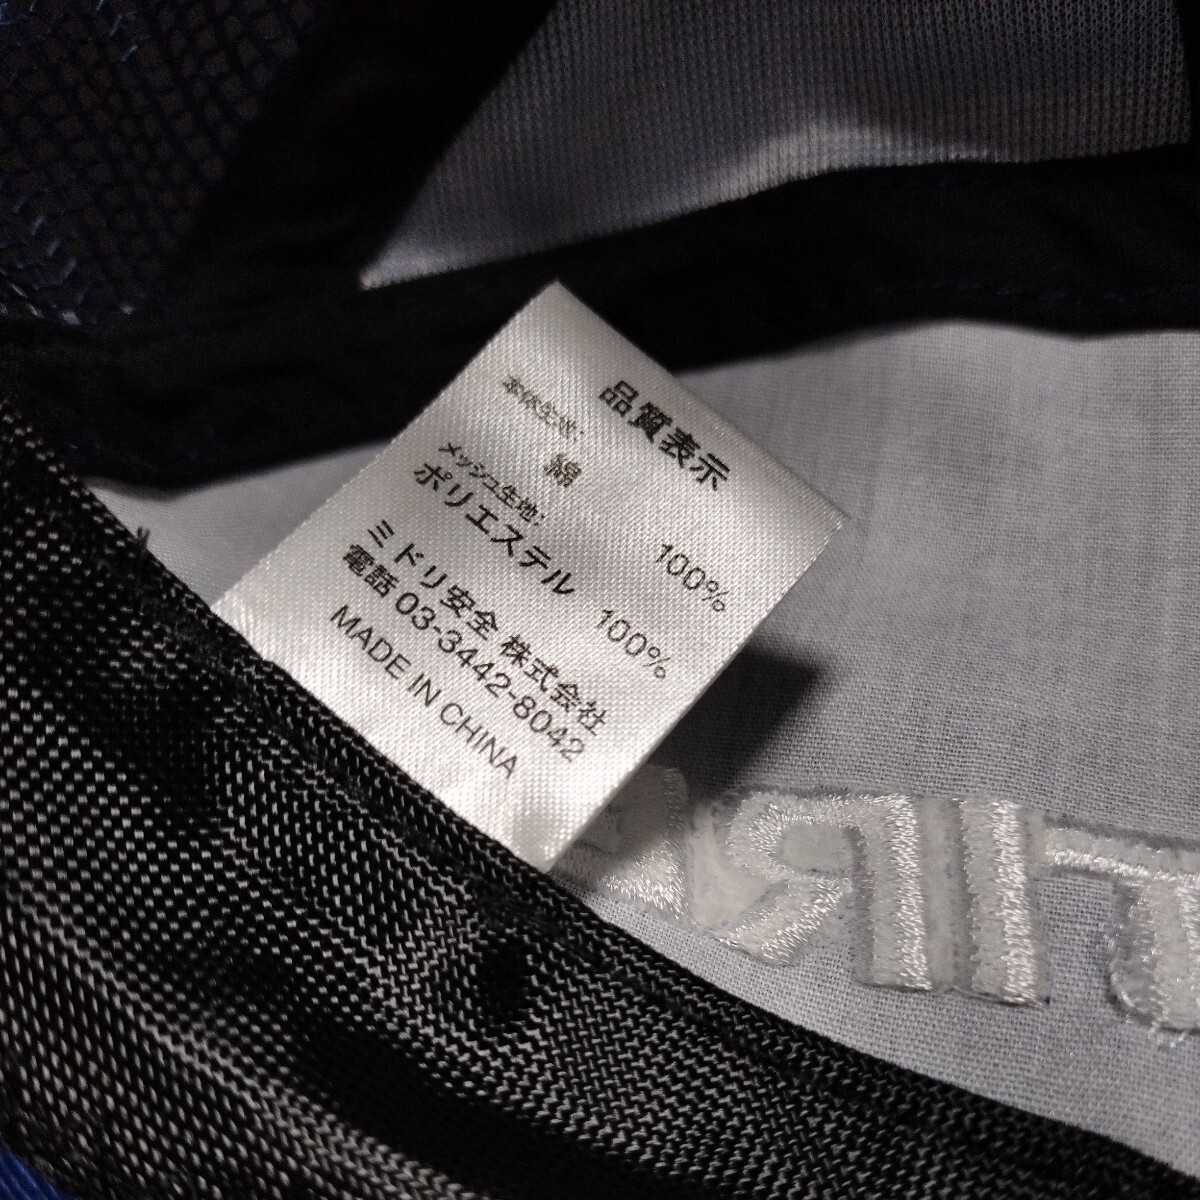 品質表示
本体生地:
綿 100%
メッシュ生地:
ポリエステル 100%
ミドリ安全 株式会社
電話 03-3442-8042
MADE IN CHINA